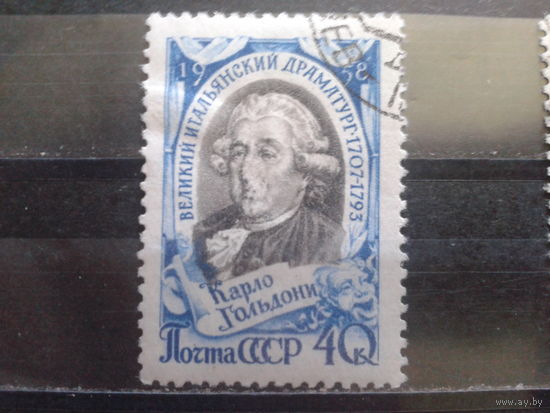 1958
ВЕЛИКИЙ ИТАЛЬЯНСКИЙ ДРАМАТУРГ·1707-1793
Карло
Гольдони
Почта СССР 40к
www.ay.by